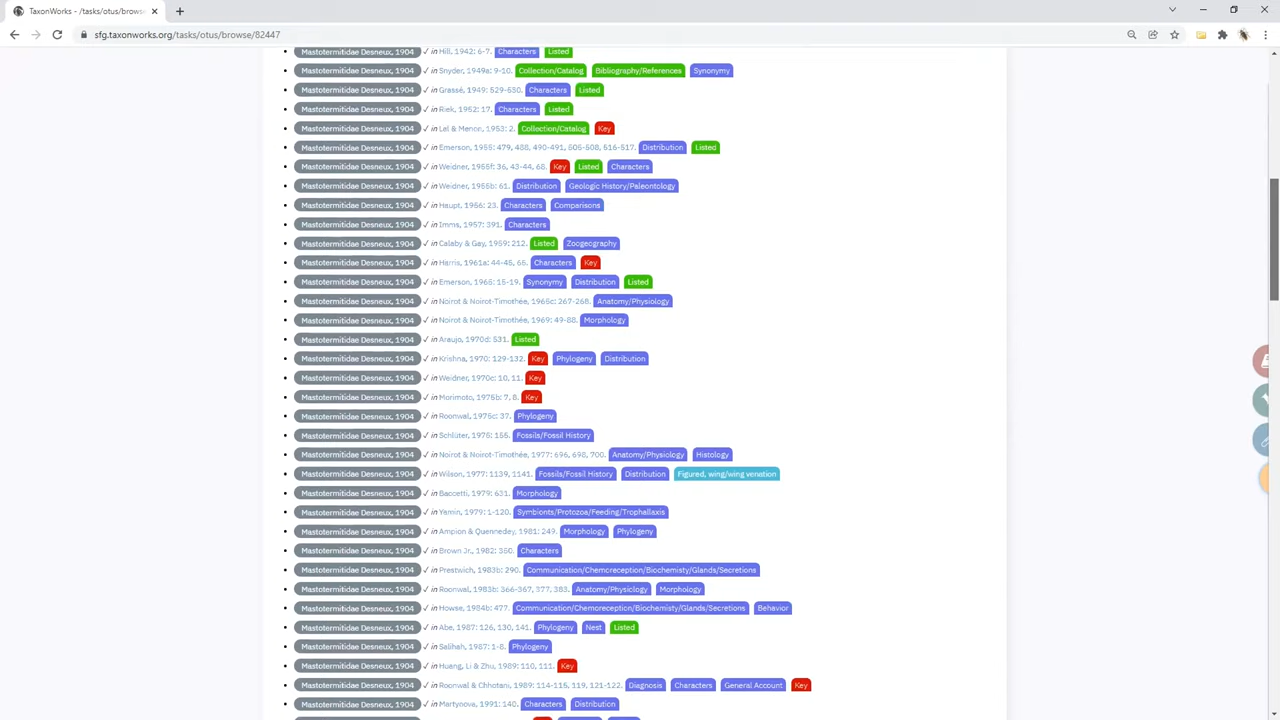 TaxonWorks - /tasks/otus/brows
sfg.taxonworks.org/tasks/otus/browse/82447
Mastotermitidae Desneux, 1904 ✓ in Hill, 1942: 6-7. Characters Listed
Mastotermitidae Desneux, 1904 ✓ in Snyder, 1949a: 9-10. Collection/Catalog Bibliography/References Synonymy
Mastotermitidae Desneux, 1904 ✓ in Grassé, 1949: 529-530. Characters Listed
Mastotermitidae Desneux, 1904 ✓ in Riek, 1952: 17. Characters Listed
Mastotermitidae Desneux, 1904 ✓ in Lal & Menon, 1953: 2. Collection/Catalog Key
Mastotermitidae Desneux, 1904 ✓ in Emerson, 1955: 479, 488, 490-491, 505-508, 516-517. Distribution Listed
Mastotermitidae Desneux, 1904 ✓ in Weidner, 1955f: 36, 43-44, 68. Key Listed Characters
Mastotermitidae Desneux, 1904 ✓ in Weidner, 1955b: 61. Distribution Geologic History/Paleontology
Mastotermitidae Desneux, 1904 ✓ in Haupt, 1956: 23. Characters Comparisons
Mastotermitidae Desneux, 1904 ✓ in Imms, 1957: 391. Characters
Mastotermitidae Desneux, 1904 ✓ in Calaby & Gay, 1959: 212. Listed Zoogeography
Mastotermitidae Desneux, 1904 ✓ in Harris, 1961a: 44-45, 65. Characters Key
Mastotermitidae Desneux, 1904 ✓ in Emerson, 1965: 15-19. Synonymy Distribution Listed
Mastotermitidae Desneux, 1904 ✓ in Noirot & Noirot-Timothée, 1965c: 267-268. Anatomy/Physiology
Mastotermitidae Desneux, 1904 ✓ in Noirot & Noirot-Timothée, 1969: 49-88. Morphology
Mastotermitidae Desneux, 1904 ✓ in Araujo, 1970d: 531. Listed
Mastotermitidae Desneux, 1904 ✓ in Krishna, 1970: 129-132. Key Phylogeny Distribution
Mastotermitidae Desneux, 1904 ✓ in Weidner, 1970c: 10, 11. Key
Mastotermitidae Desneux, 1904 ✓ in Morimoto, 1975b: 7, 8. Key
Mastotermitidae Desneux, 1904 ✓ in Roonwal, 1975c: 37. Phylogeny
Mastotermitidae Desneux, 1904 ✓ in Schlüter, 1975: 155. Fossils/Fossil History
Mastotermitidae Desneux, 1904 ✓ in Noirot & Noirot-Timothée, 1977: 696, 698, 700. Anatomy/Physiology Histology
Mastotermitidae Desneux, 1904 ✓ in Wilson, 1977: 1139, 1141. Fossils/Fossil History Distribution Figured, wing/wing venation
Mastotermitidae Desneux, 1904 ✓ in Baccetti, 1979: 631. Morphology
Mastotermitidae Desneux, 1904 ✓ in Yamin, 1979: 1-120. Symbionts/Protozoa/Feeding/Trophallaxis
Mastotermitidae Desneux, 1904 ✓ in Ampion & Quennedey, 1981: 249. Morphology Phylogeny
Mastotermitidae Desneux, 1904 ✓ in Brown Jr., 1982: 350. Characters
Mastotermitidae Desneux, 1904 ✓ in Prestwich, 1983b: 290. Communication/Chemoreception/Biochemisty/Glands/Secretions
Mastotermitidae Desneux, 1904 ✓ in Roonwal, 1983b: 366-367, 377, 383. Anatomy/Physiology Morphology
Mastotermitidae Desneux, 1904 ✓ in Howse, 1984b: 477. Communication/Chemoreception/Biochemisty/Glands/Secretions Behavior
Mastotermitidae Desneux, 1904 ✓ in Abe, 1987: 126, 130, 141. Phylogeny Nest Listed
Mastotermitidae Desneux, 1904 ✓ in Salihah, 1987: 1-8. Phylogeny
Mastotermitidae Desneux, 1904 ✓ in Huang, Li & Zhu, 1989: 110, 111. Key
Mastotermitidae Desneux, 1904 ✓ in Roonwal & Chhotani, 1989: 114-115, 119, 121-122. Diagnosis Characters General Account Key
Mastotermitidae Desneux, 1904 ✓ in Martynova, 1991: 140. Characters Distribution